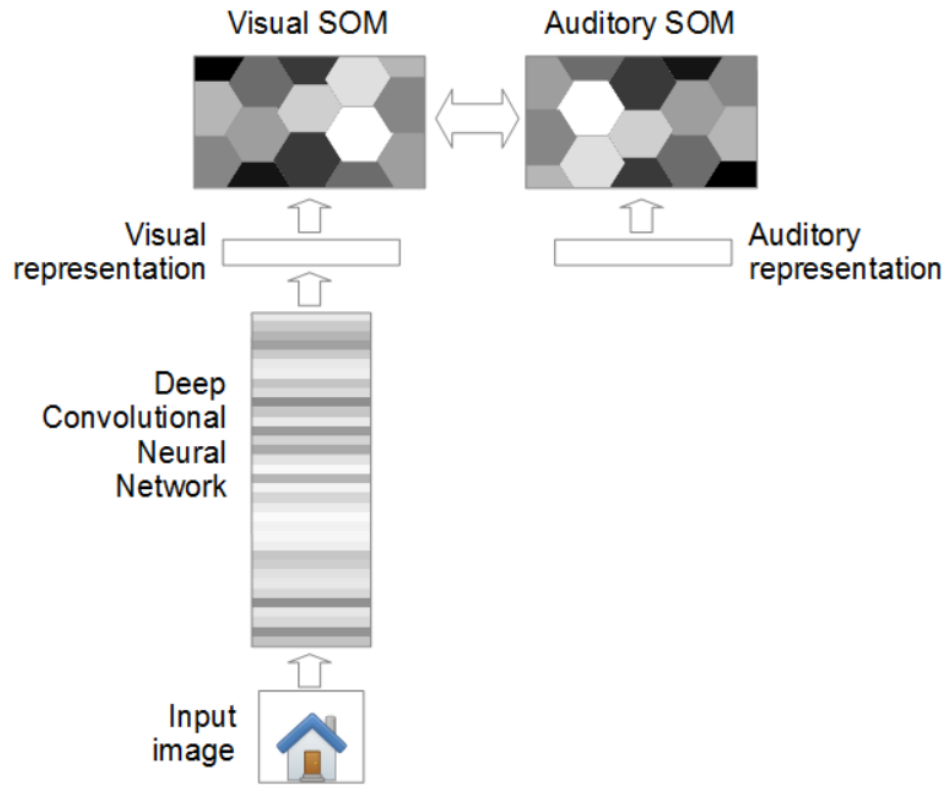 Visual SOM
Auditory SOM
Visual
representation
Auditory
representation
Deep
Convolutional
Neural
Network
Input
image